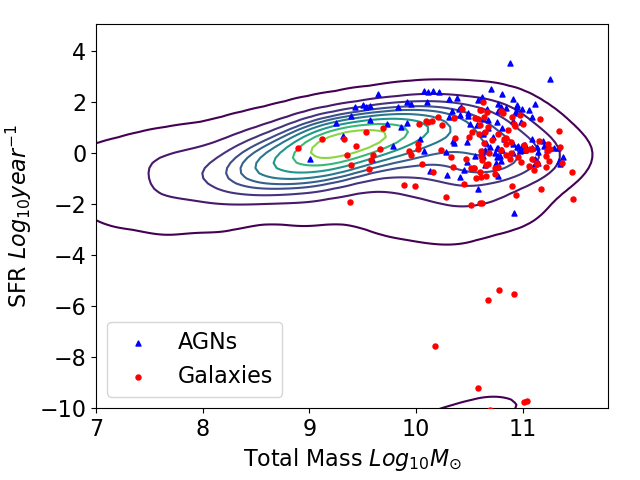 4
2
0
−2
−4
−6
−8
−10
SFR Log₁₀year⁻¹
AGNs
Galaxies
7 8 9 10 11
Total Mass Log₁₀M⊙